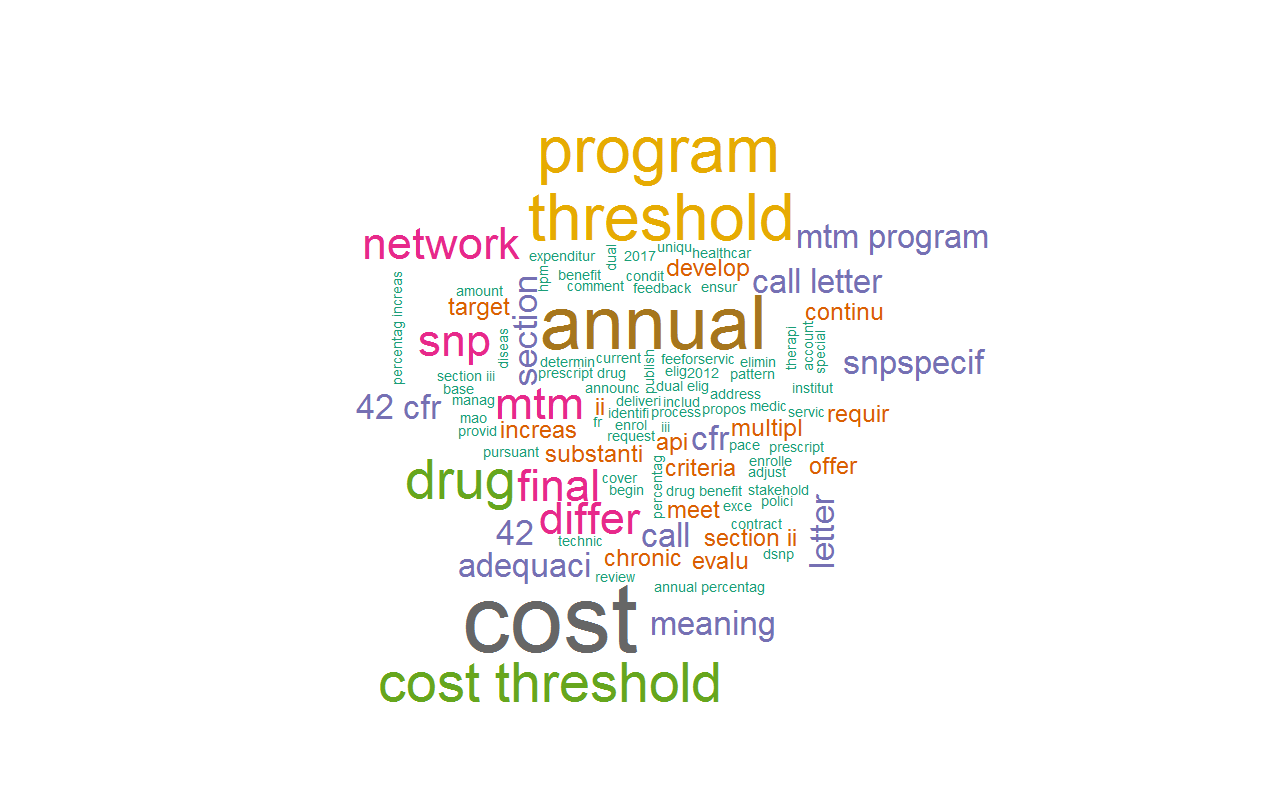 program
threshold
network
mtm program
expenditur
dual
2017
uniqu
healthcar
develop
call letter
hpm
benefit
condit
comment
feedback
ensur
percentag increas
amount
target
section
annual
continu
snp
diseas
therapi
account
special
snpspecif
determin
current
publish
feeforservic
elimin
section iii
prescript drug
elig
2012
pattern
base
announc
dual elig
address
institut
42 cfr
manag
mtm
ii
deliveri
includ
identifi
process
propos
medic
servic
requir
mao
provid
increas
fr
enrol
iii
request
api
cfr
multipl
pace
prescript
pursuant
substanti
percentag
criteria
enrolle
adjust
offer
drug
final
cover
begin
drug benefit
stakehold
polici
differ
meet
exce
letter
42
technic
call
contract
section ii
adequaci
chronic
evalu
dsnp
review
annual percentag
cost
meaning
cost threshold